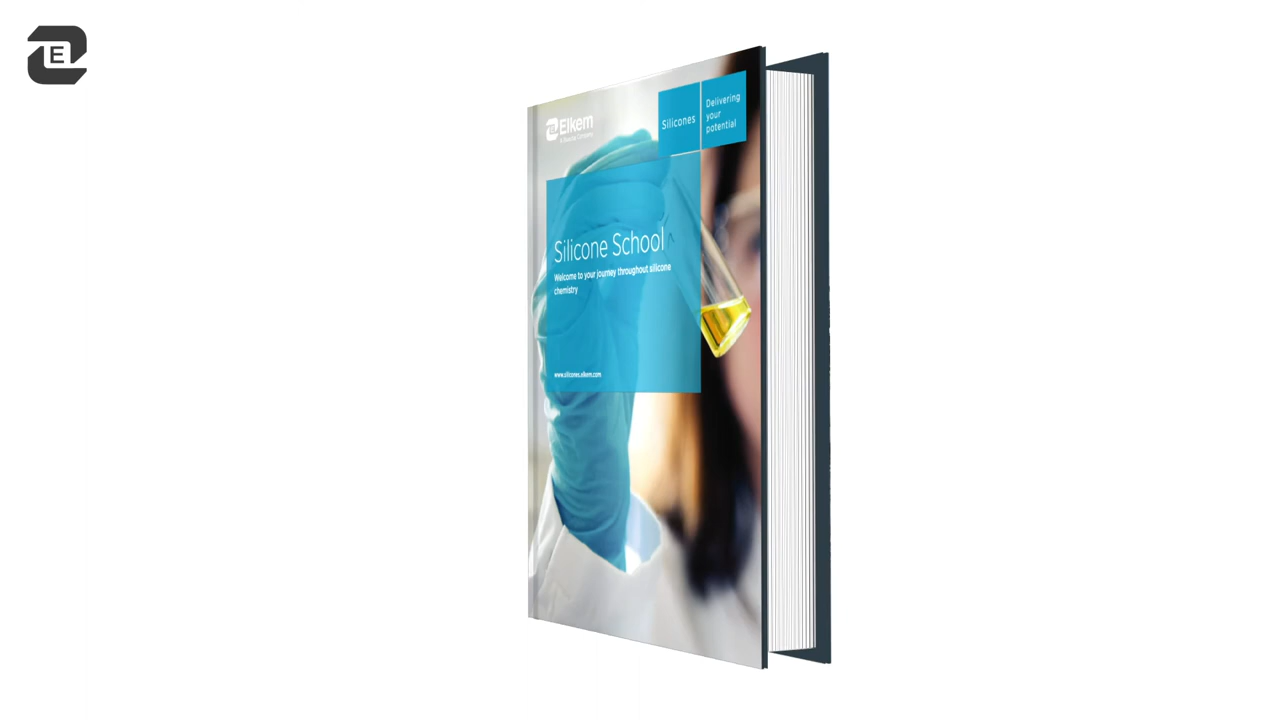 E
Elkem
Silicones
Delivering
your
potential
Silicone School
Welcome to your journey throughout silicone
chemistry
www.silicones.elkem.com